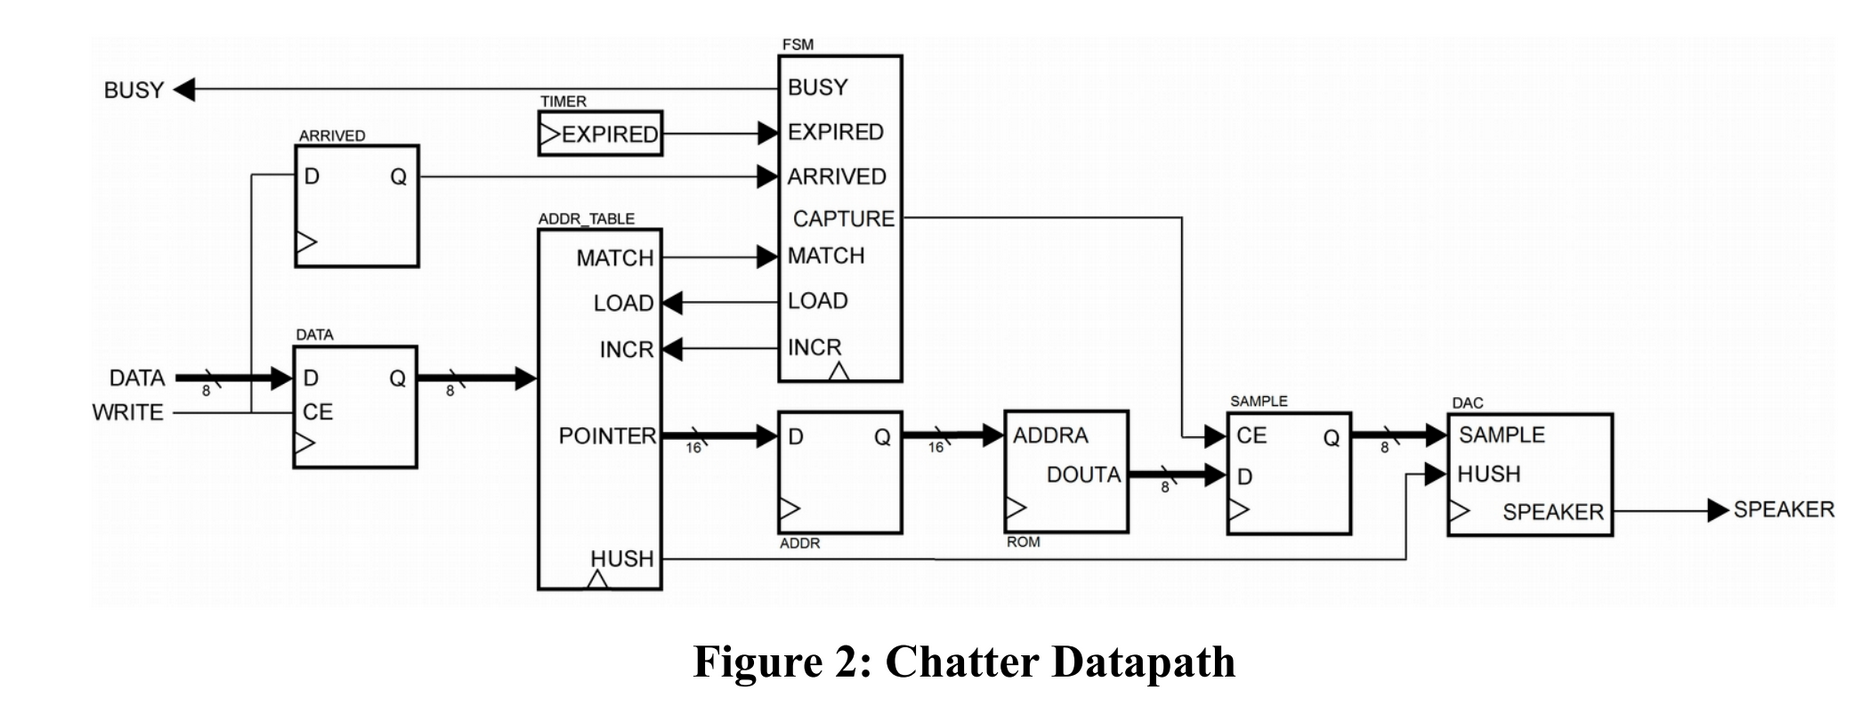 FSM
BUSY
BUSY
TIMER
EXPIRED
EXPIRED
ARRIVED
D
Q
ARRIVED
CAPTURE
ADDR_TABLE
MATCH
MATCH
LOAD
LOAD
INCR
INCR
DATA
DATA
8
D
Q
8
WRITE
CE
POINTER
16
D
Q
16
ADDR
ADDRA
DOUTA
ROM
8
SAMPLE
CE
Q
D
8
DAC
SAMPLE
HUSH
SPEAKER
SPEAKER
HUSH
Figure 2: Chatter Datapath